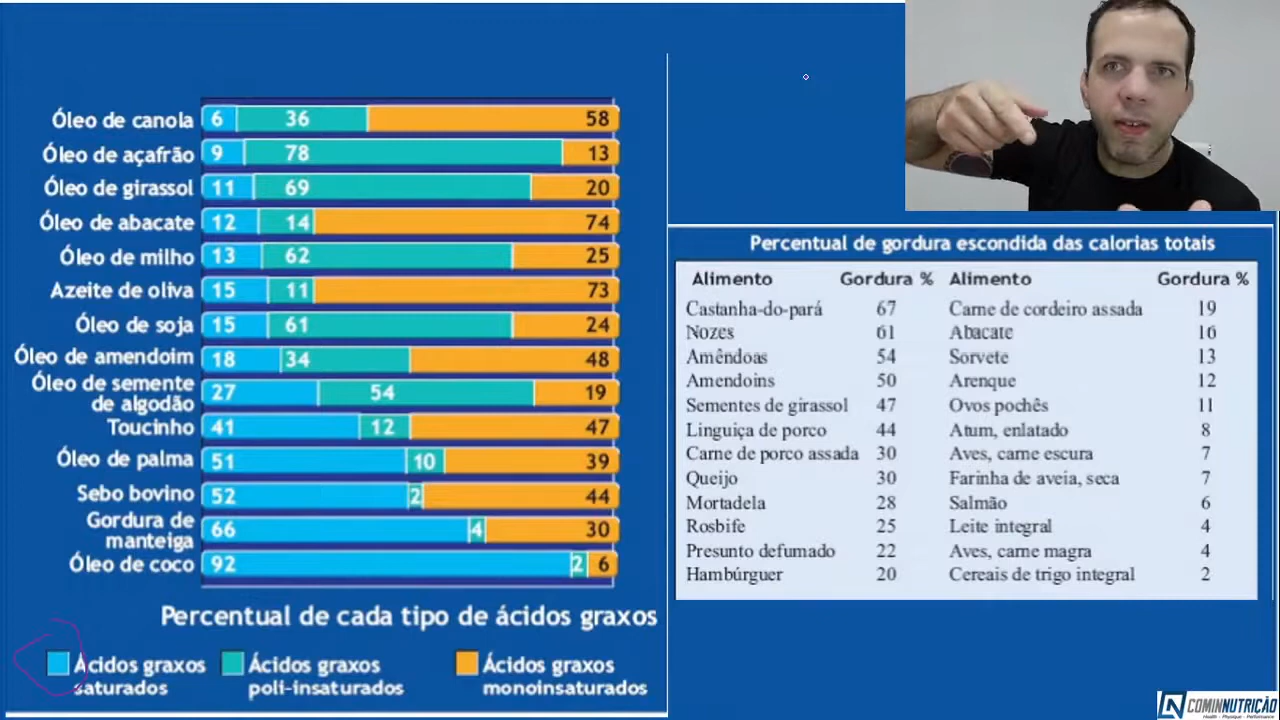 Óleo de canola 6 36 58
Óleo de açafrão 9 78 13
Óleo de girassol 11 69 20
Óleo de abacate 12 14 74
Óleo de milho 13 62 25
Azeite de oliva 15 11 73
Óleo de soja 15 61 24
Óleo de amendoim 18 34 48
Óleo de semente
de algodão 27 54 19
Toucinho 41 12 47
Óleo de palma 51 10 39
Sebo bovino 52 2 44
Gordura de
manteiga 66 4 30
Óleo de coco 92 2 6
Percentual de cada tipo de ácidos graxos
Ácidos graxos
saturados
Ácidos graxos
poli-insaturados
Ácidos graxos
monoinsaturados
Percentual de gordura escondida das calorias totais
Alimento Gordura % Alimento Gordura %
Castanha-do-pará 67 Carne de cordeiro assada 19
Nozes 61 Abacate 16
Amêndoas 54 Sorvete 13
Amendoins 50 Arenque 12
Sementes de girassol 47 Ovos pochês 11
Linguiça de porco 44 Atum, enlatado 8
Carne de porco assada 30 Aves, carne escura 7
Queijo 30 Farinha de aveia, seca 7
Mortadela 28 Salmão 6
Rosbife 25 Leite integral 4
Presunto defumado 22 Aves, carne magra 4
Hambúrguer 20 Cereais de trigo integral 2
COMINNUTRIÇÃO
Health - Physique - Performance